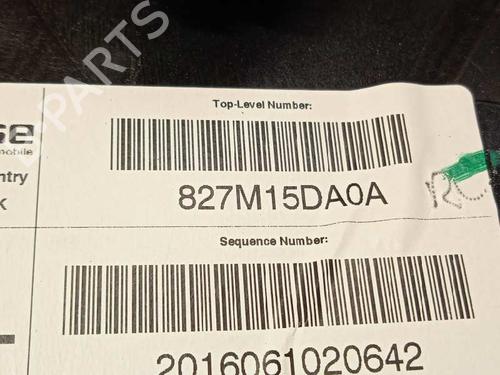 Top-Level Number:
827M15DA0A
Sequence Number:
2016061020642
se
mobile
ntry
K
PARTS
R